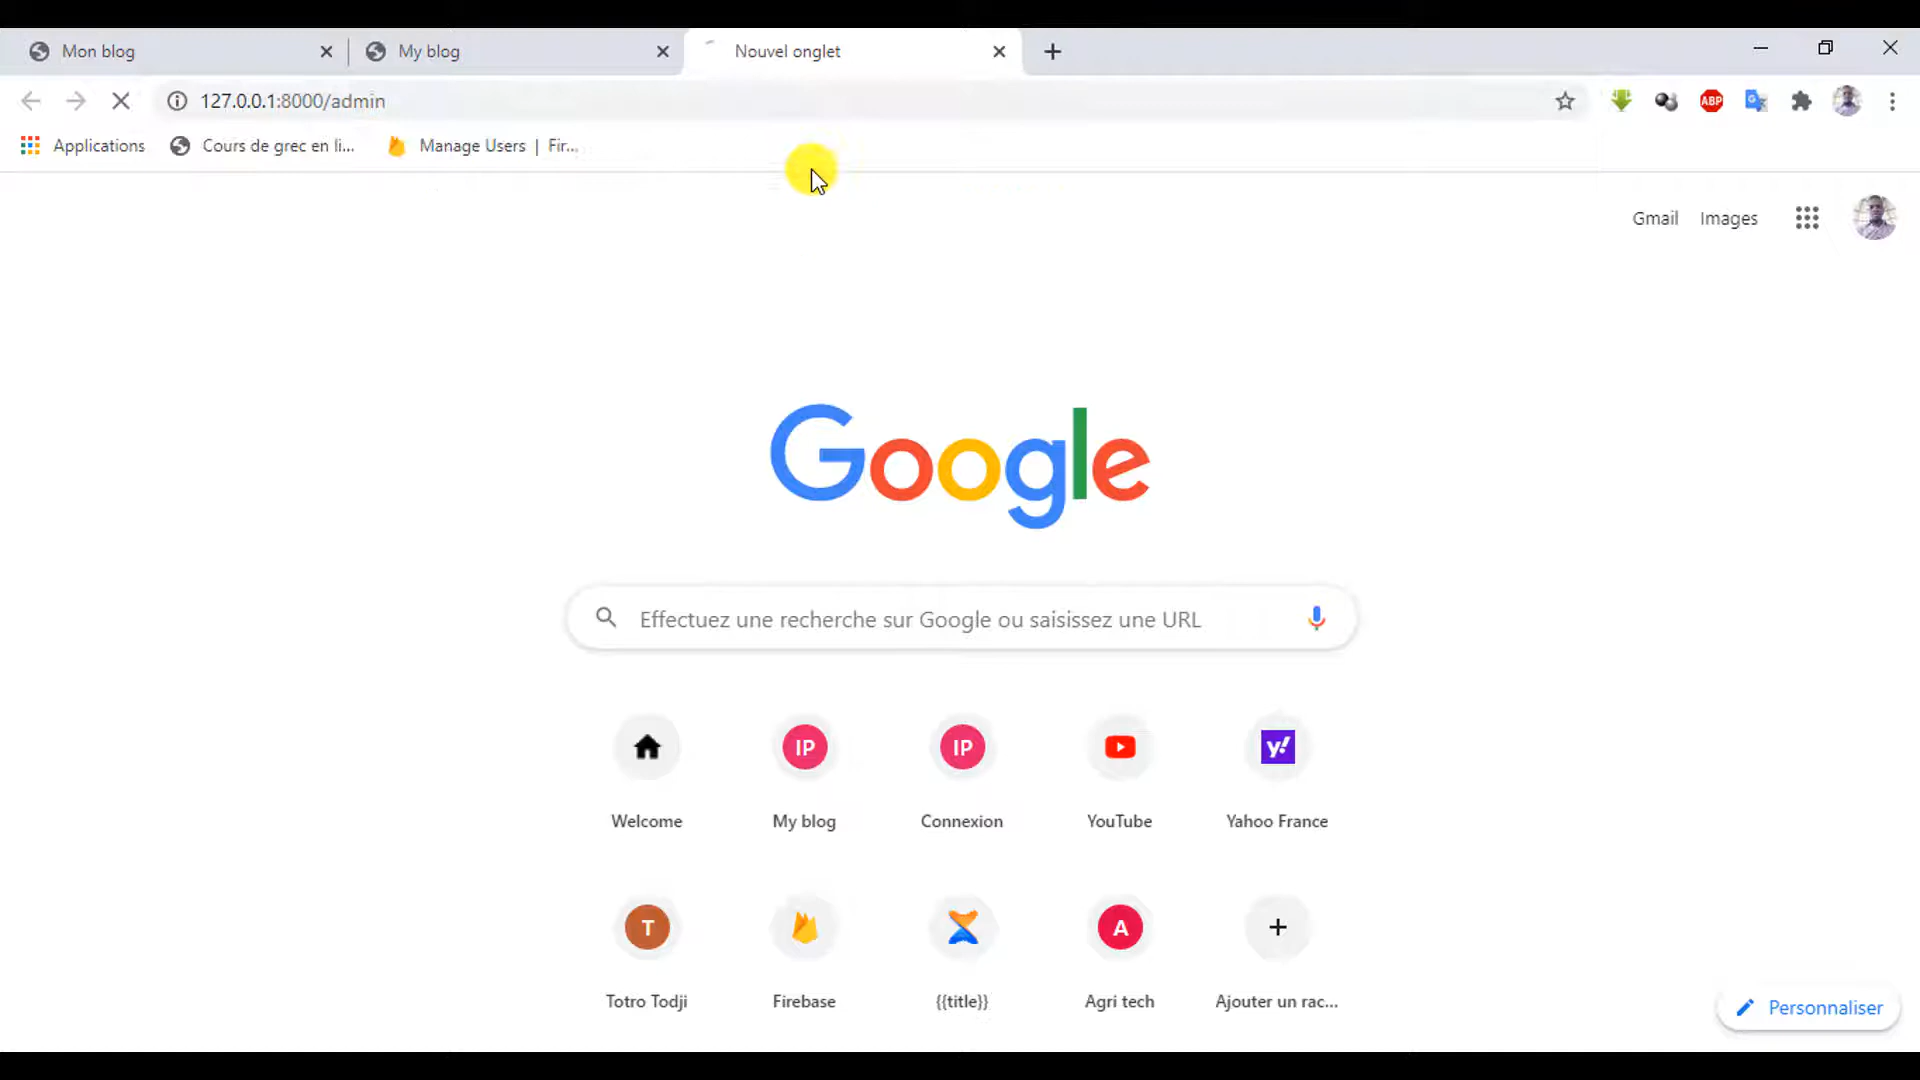 Mon blog
My blog
Nouvel onglet
127.0.0.1:8000/admin
ABP
Applications
Cours de grec en li...
Manage Users | Fir...
Gmail
Images
Google
Effectuez une recherche sur Google ou saisissez une URL
IP
IP
y!
Welcome
My blog
Connexion
YouTube
Yahoo France
T
A
Totro Todji
Firebase
{{title}}
Agri tech
Ajouter un rac...
Personnaliser